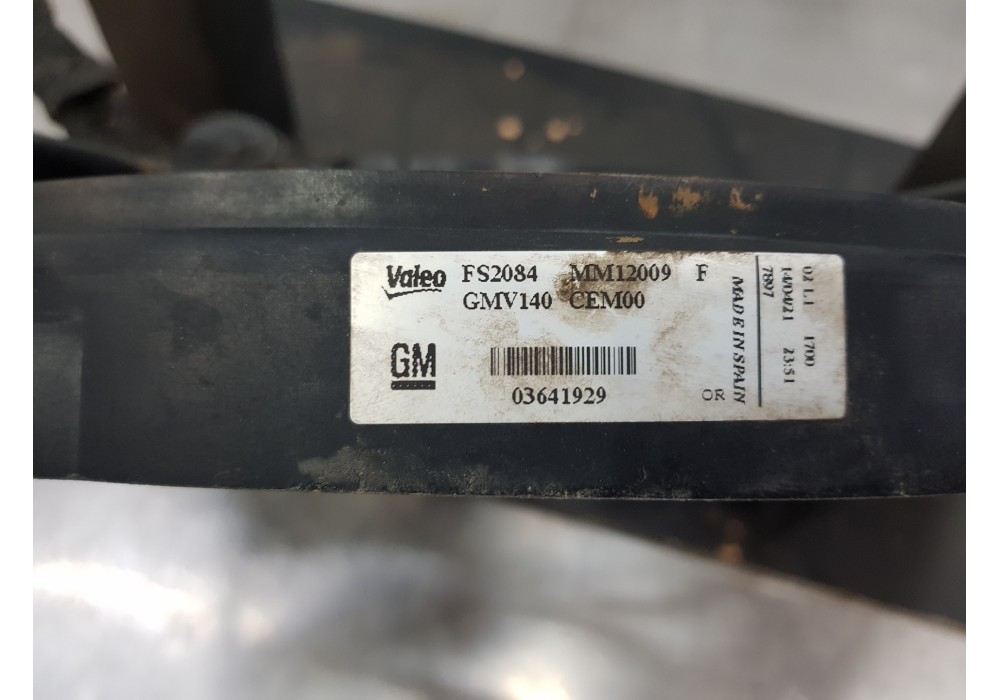 Valeo FS2084 MM12009 F
GMV140 CEM00
GM
03641929
OR
MADE IN SPAIN
02 L1 1700
14/04/21 23:51
7897